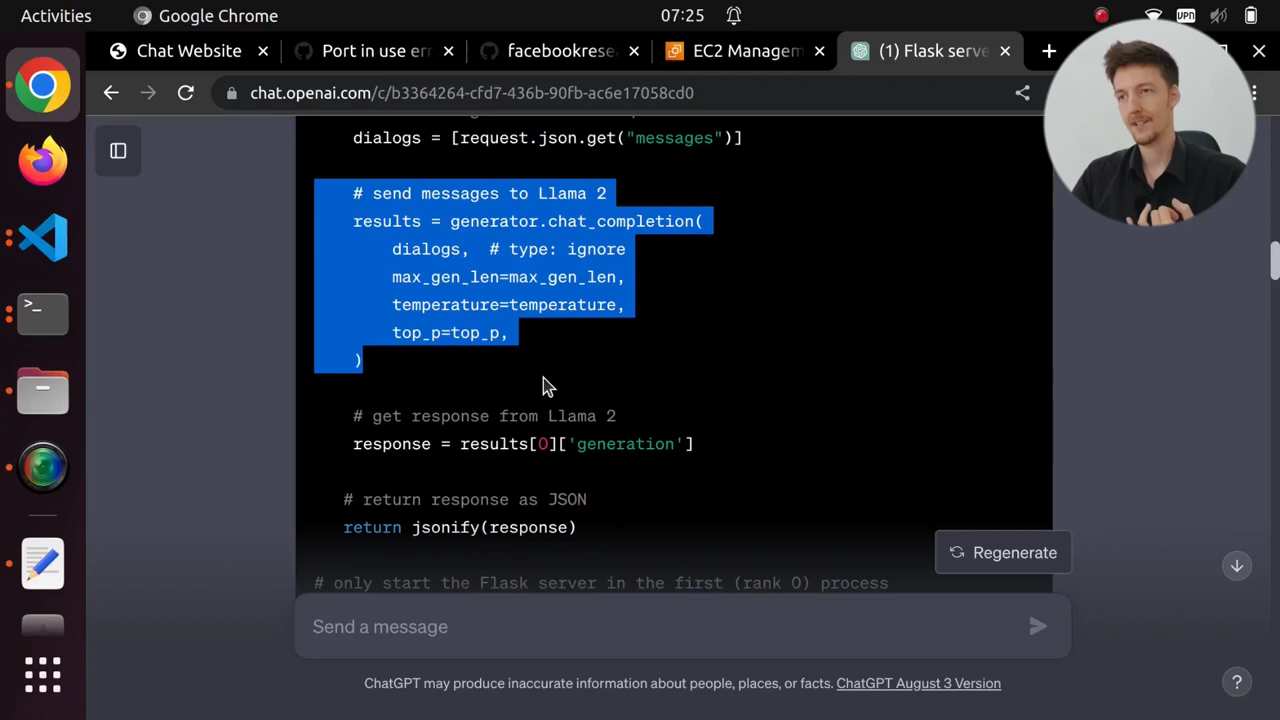 Activities
Google Chrome
07:25
VPN
Chat Website
Port in use err
facebookrese
EC2 Managem
(1) Flask serve
chat.openai.com/c/b3364264-cfd7-436b-90fb-ac6e17058cd0
dialogs = [request.json.get("messages")]
# send messages to Llama 2
results = generator.chat_completion(
dialogs,  # type: ignore
max_gen_len=max_gen_len,
temperature=temperature,
top_p=top_p,
)
# get response from Llama 2
response = results[0]['generation']
# return response as JSON
return jsonify(response)
Regenerate
# only start the Flask server in the first (rank 0) process
Send a message
ChatGPT may produce inaccurate information about people, places, or facts. ChatGPT August 3 Version
?